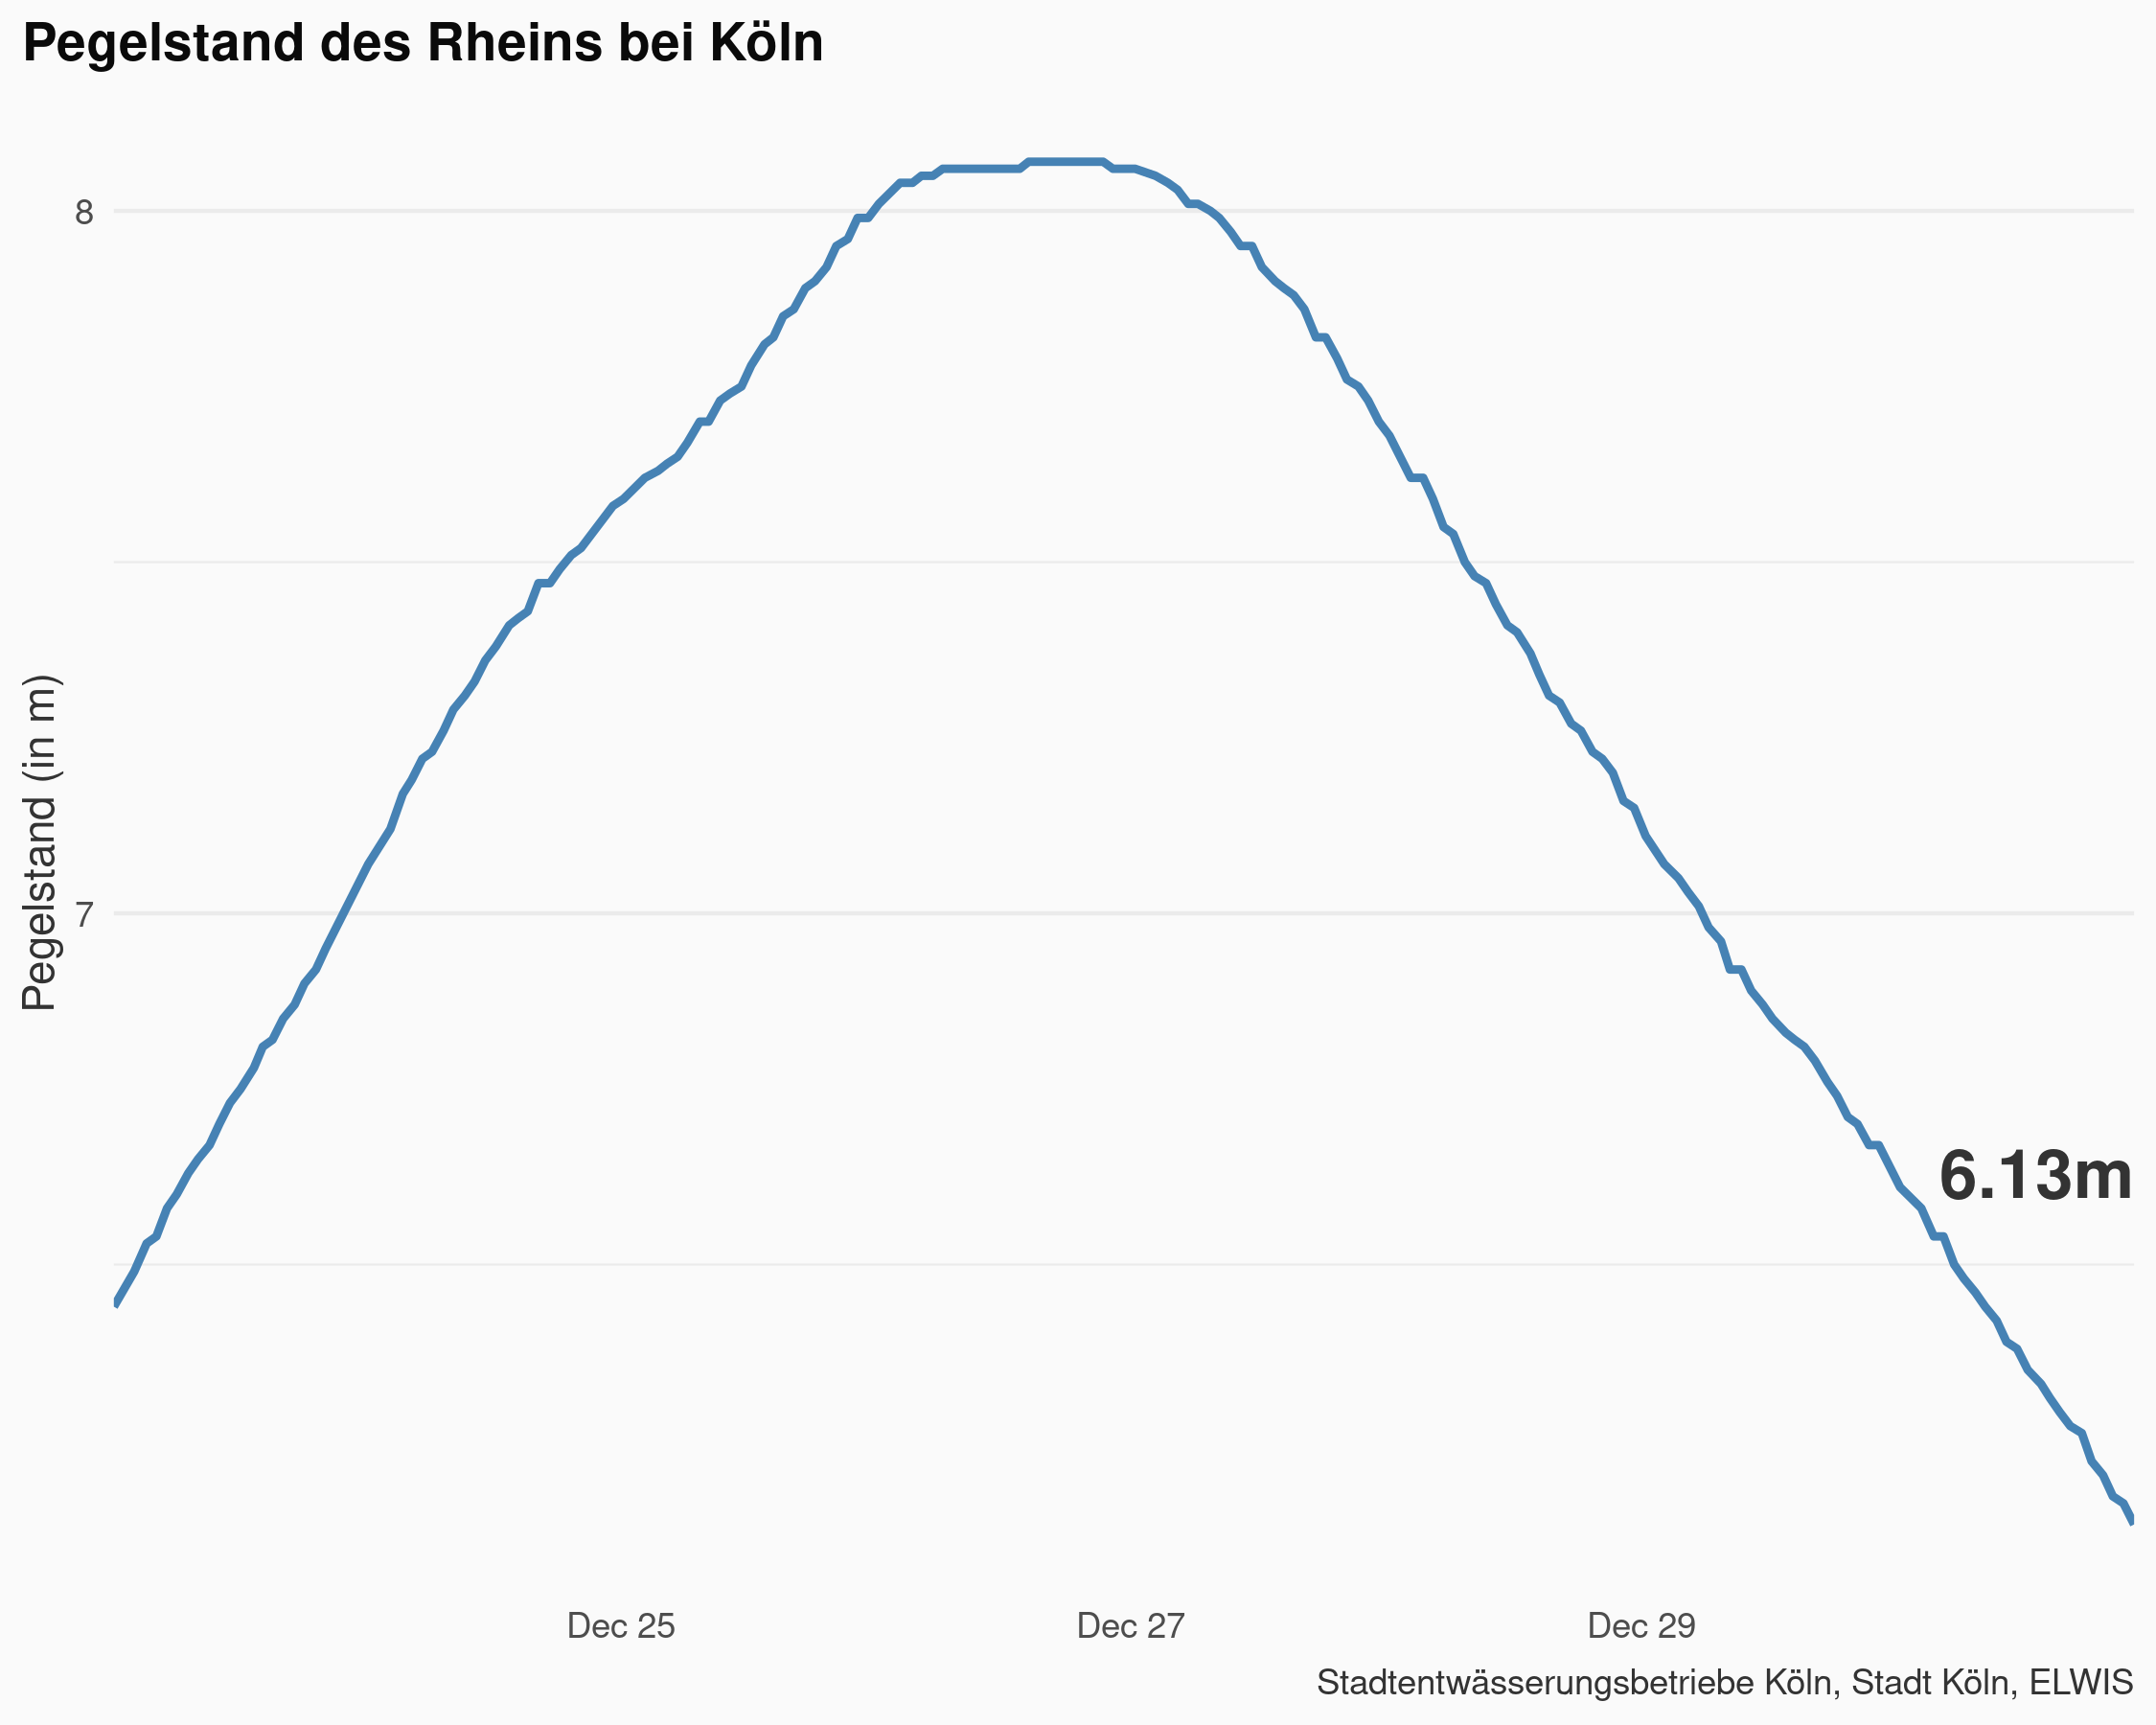 Pegelstand des Rheins bei Köln
Pegelstand (in m)
8
7
6.13m
Dec 25
Dec 27
Dec 29
Stadtentwässerungsbetriebe Köln, Stadt Köln, ELWIS